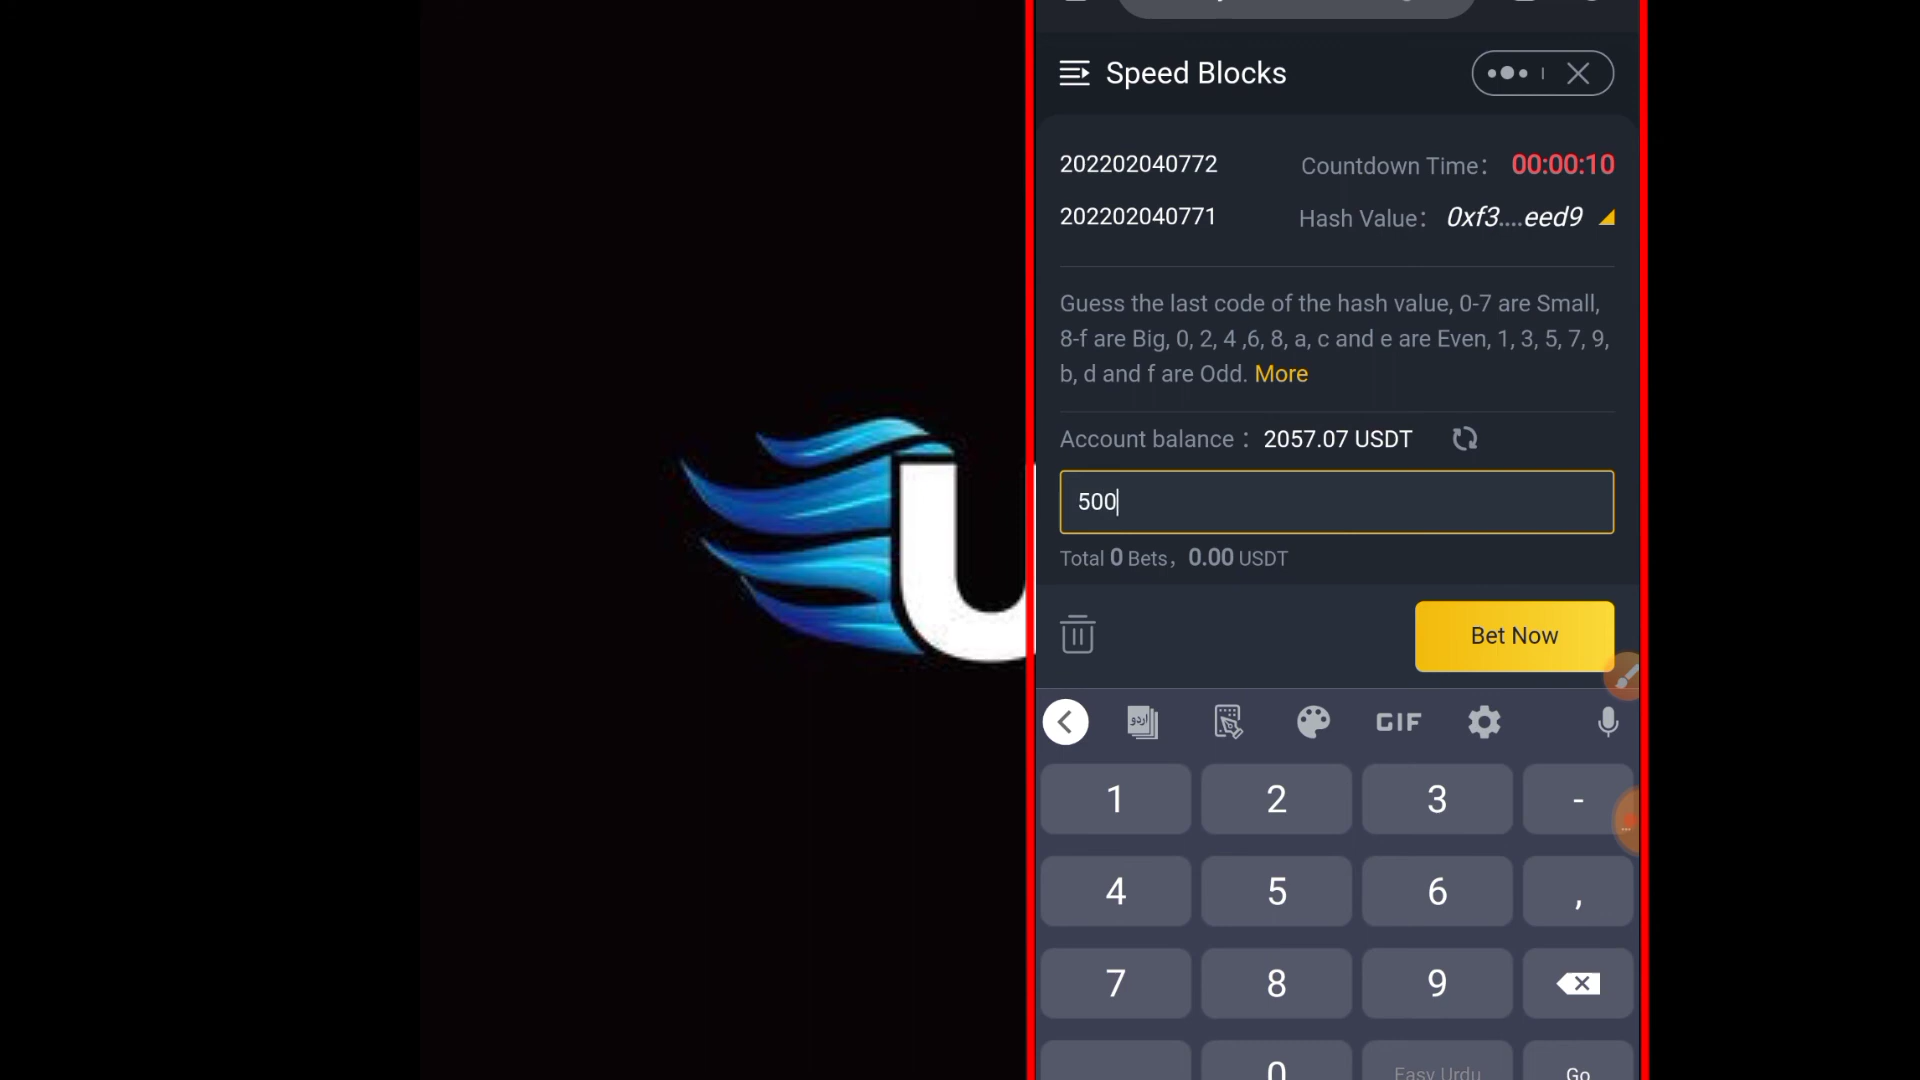 U
Speed Blocks
202202040772 Countdown Time: 00:00:10
202202040771 Hash Value: 0xf3....eed9
Guess the last code of the hash value, 0-7 are Small,
8-f are Big, 0, 2, 4 ,6, 8, a, c and e are Even, 1, 3, 5, 7, 9,
b, d and f are Odd. More
Account balance : 2057.07 USDT
500
Total 0 Bets, 0.00 USDT
Bet Now
اردو GIF
1 2 3 -
4 5 6 ,
7 8 9
0 Easy Urdu Go